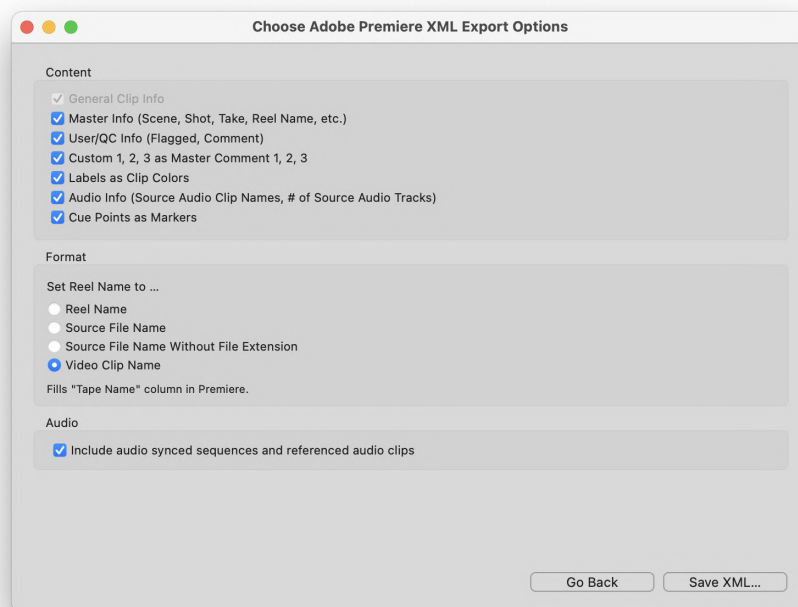 Choose Adobe Premiere XML Export Options
Content
General Clip Info
Master Info (Scene, Shot, Take, Reel Name, etc.)
User/QC Info (Flagged, Comment)
Custom 1, 2, 3 as Master Comment 1, 2, 3
Labels as Clip Colors
Audio Info (Source Audio Clip Names, # of Source Audio Tracks)
Cue Points as Markers
Format
Set Reel Name to ...
Reel Name
Source File Name
Source File Name Without File Extension
Video Clip Name
Fills "Tape Name" column in Premiere.
Audio
Include audio synced sequences and referenced audio clips
Go Back Save XML...